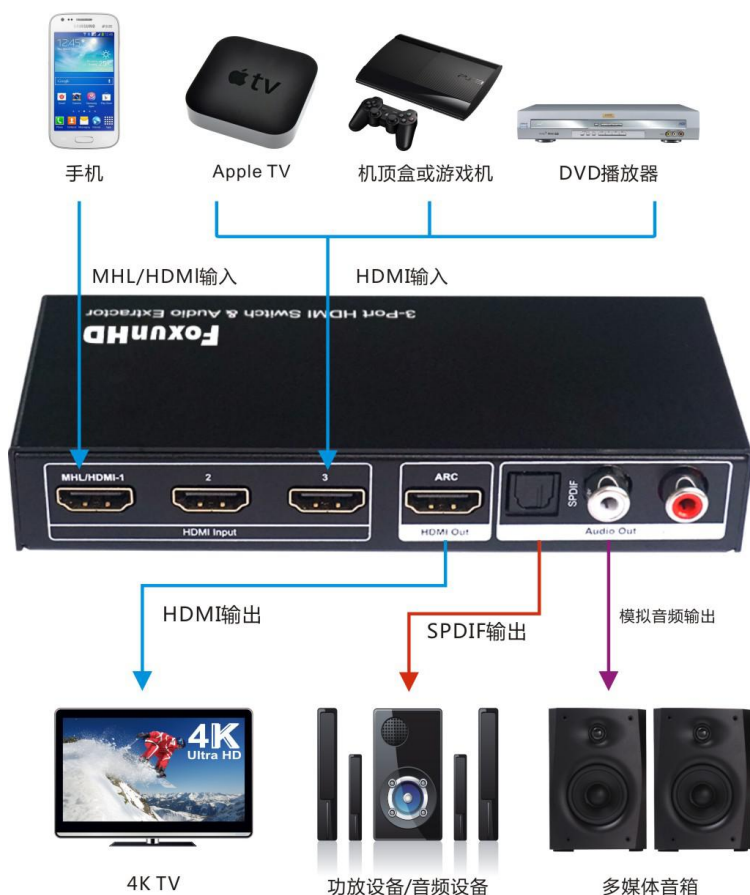 手机
Apple TV
机顶盒或游戏机
DVD播放器
tv
MHL/HDMI输入
HDMI输入
3-Port HDMI Switch & Audio Extractor
FoxunHD
MHL/HDMI-1
2
3
ARC
SPDIF
HDMI Input
HDMI Out
Audio Out
HDMI输出
SPDIF输出
模拟音频输出
4K
Ultra HD
4K TV
功放设备/音频设备
多媒体音箱